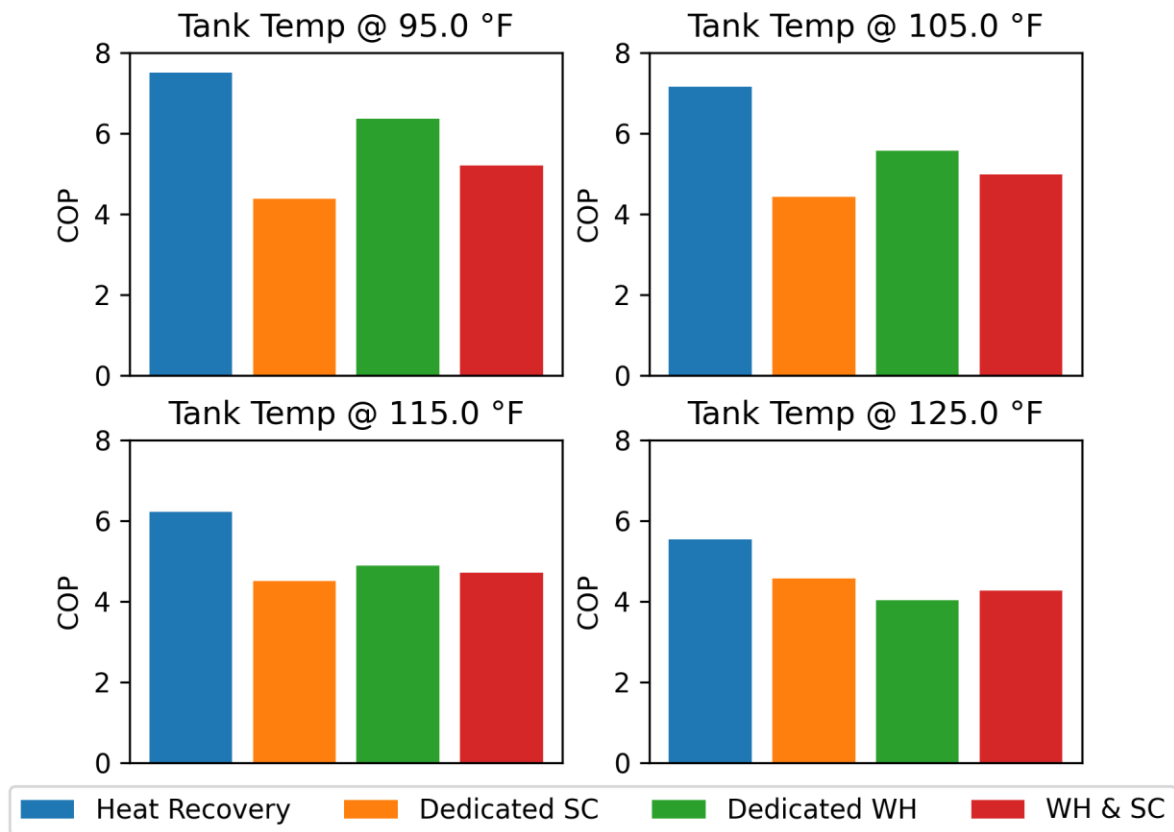 Tank Temp @ 95.0 °F
8
6
4
2
0
COP
Tank Temp @ 105.0 °F
8
6
4
2
0
COP
Tank Temp @ 115.0 °F
8
6
4
2
0
COP
Tank Temp @ 125.0 °F
8
6
4
2
0
COP
Heat Recovery Dedicated SC Dedicated WH WH & SC